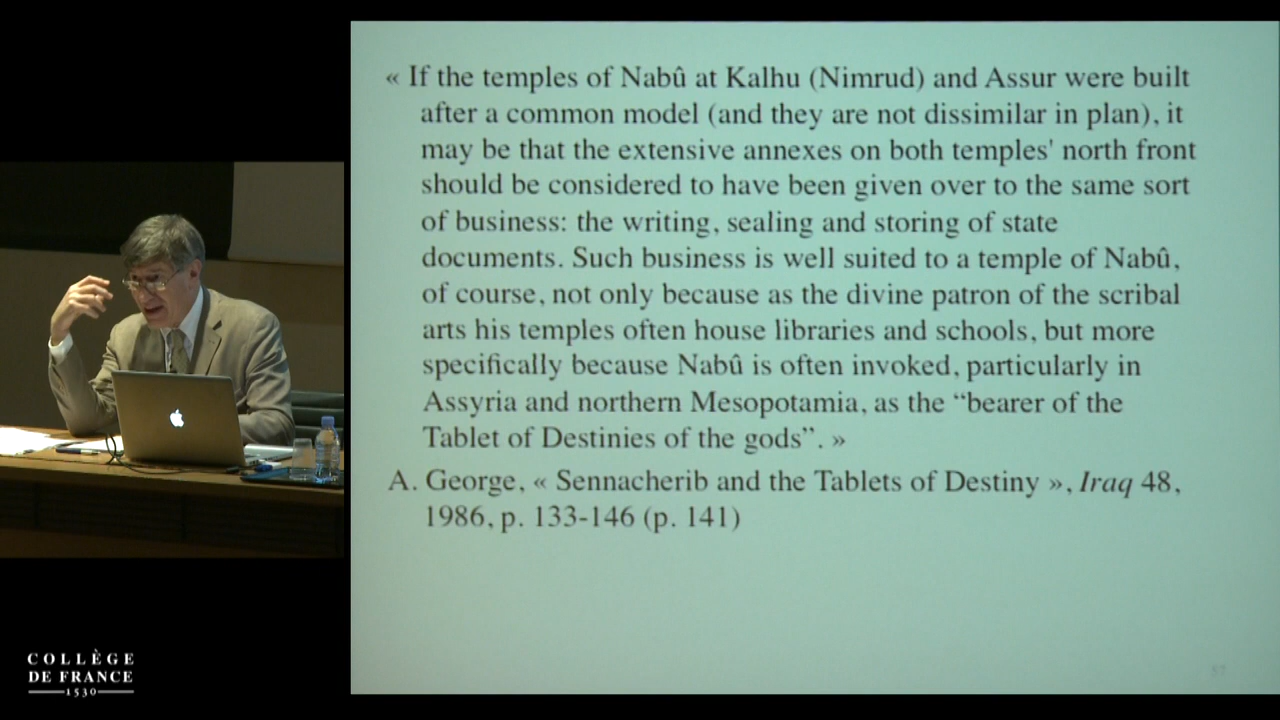 « If the temples of Nabû at Kalhu (Nimrud) and Assur were built
after a common model (and they are not dissimilar in plan), it
may be that the extensive annexes on both temples' north front
should be considered to have been given over to the same sort
of business: the writing, sealing and storing of state
documents. Such business is well suited to a temple of Nabû,
of course, not only because as the divine patron of the scribal
arts his temples often house libraries and schools, but more
specifically because Nabû is often invoked, particularly in
Assyria and northern Mesopotamia, as the “bearer of the
Tablet of Destinies of the gods”. »
A. George, « Sennacherib and the Tablets of Destiny », Iraq 48,
1986, p. 133-146 (p. 141)
COLLÈGE
DE FRANCE
1530